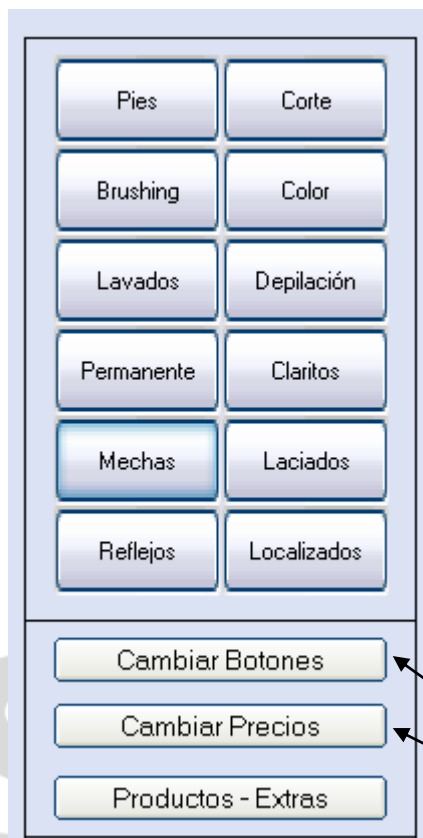 Pies Corte
Brushing Color
Lavados Depilación
Permanente Claritos
Mechas Laciados
Reflejos Localizados
Cambiar Botones
Cambiar Precios
Productos - Extras